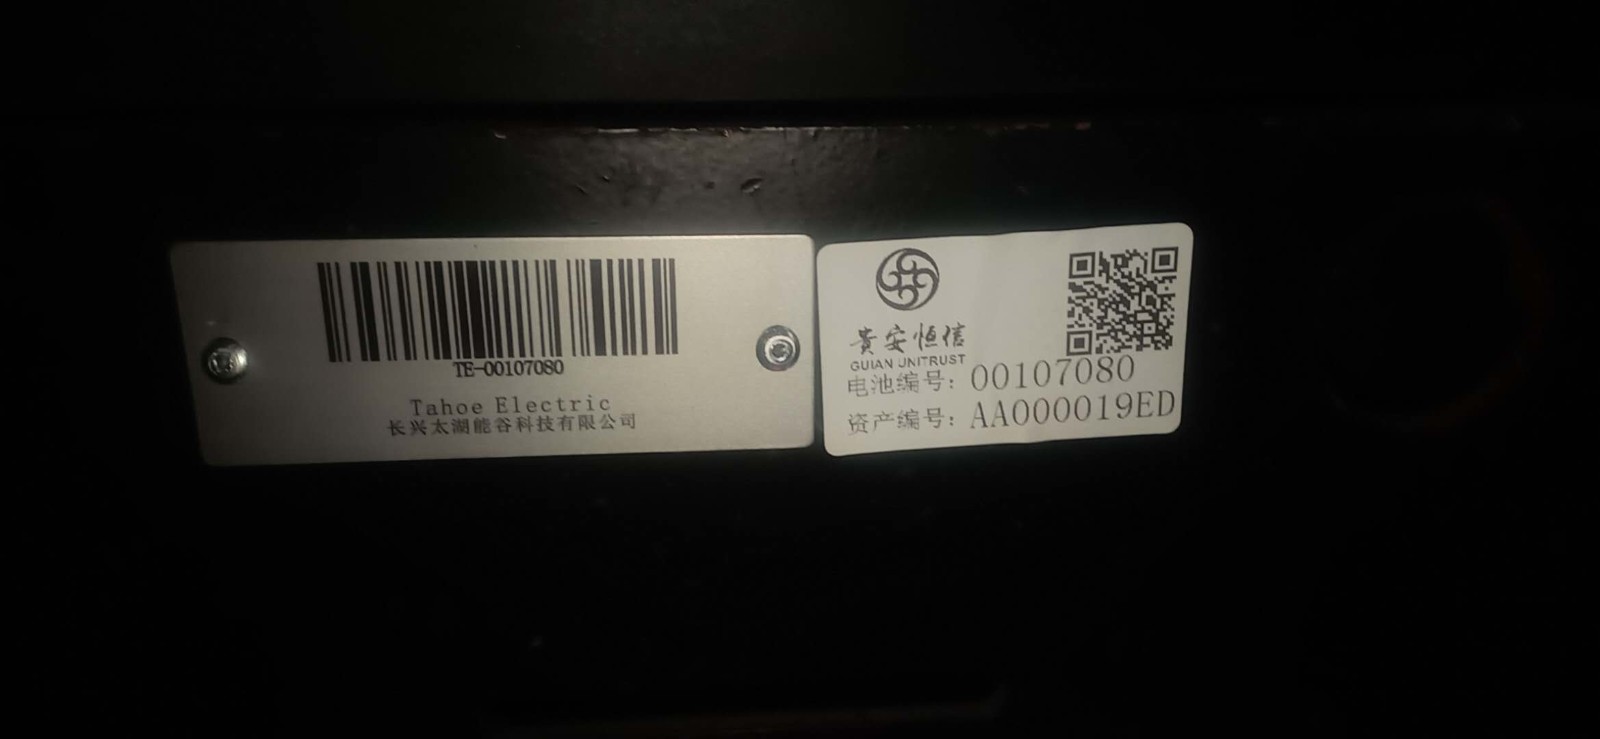 TE-00107080
Tahoe Electric
长兴太湖能谷科技有限公司
貴安恒信
GUIAN UNITRUST
电池编号: 00107080
资产编号: AA000019ED